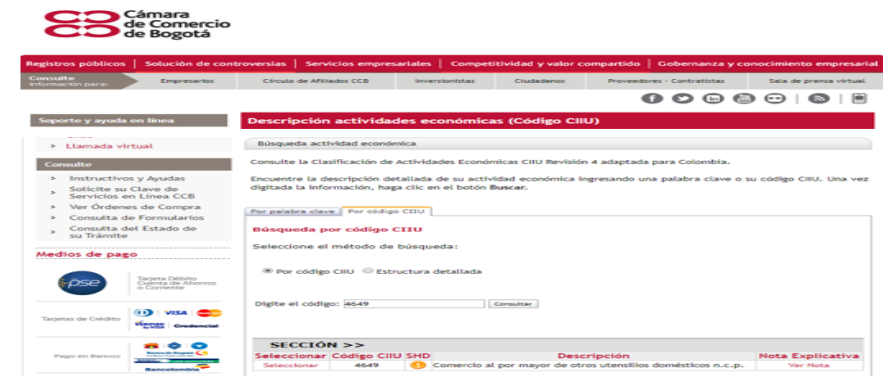 Cámara
de Comercio
de Bogotá
Registros públicos | Solución de controversias | Servicios empresariales | Competitividad y valor compartido | Gobernanza y conocimiento empresarial
Consulte
información para:
Empresarios
Círculo de Afiliados CCB
Inversionistas
Ciudadanos
Proveedores - Contratistas
Sala de prensa virtual
Soporte y ayuda en línea
Llamada virtual
Consulte
Instructivos y Ayudas
Solicite su Clave de
Servicios en Línea CCB
Ver Órdenes de Compra
Consulta de Formularios
Consulta del Estado de
su Trámite
Medios de pago
pse
Tarjeta Débito
Cuenta de Ahorros
o Corriente
Tarjetas de Crédito
VISA
Credencial
Pago en Bancos
Banco de Bogotá
Bancolombia
Descripción actividades económicas (Código CIIU)
Búsqueda actividad económica
Consulte la Clasificación de Actividades Económicas CIIU Revisión 4 adaptada para Colombia.
Encuentre la descripción detallada de su actividad económica ingresando una palabra clave o su código CIIU. Una vez
digitada la información, haga clic en el botón Buscar.
Por palabra clave
Por código CIIU
Búsqueda por código CIIU
Seleccione el método de búsqueda:
Por código CIIU
Estructura detallada
Digite el código: 4649
Consultar
SECCIÓN >>
Seleccionar Código CIIU SHD Descripción Nota Explicativa
Seleccionar 4649 Comercio al por mayor de otros utensilios domésticos n.c.p. Ver Nota